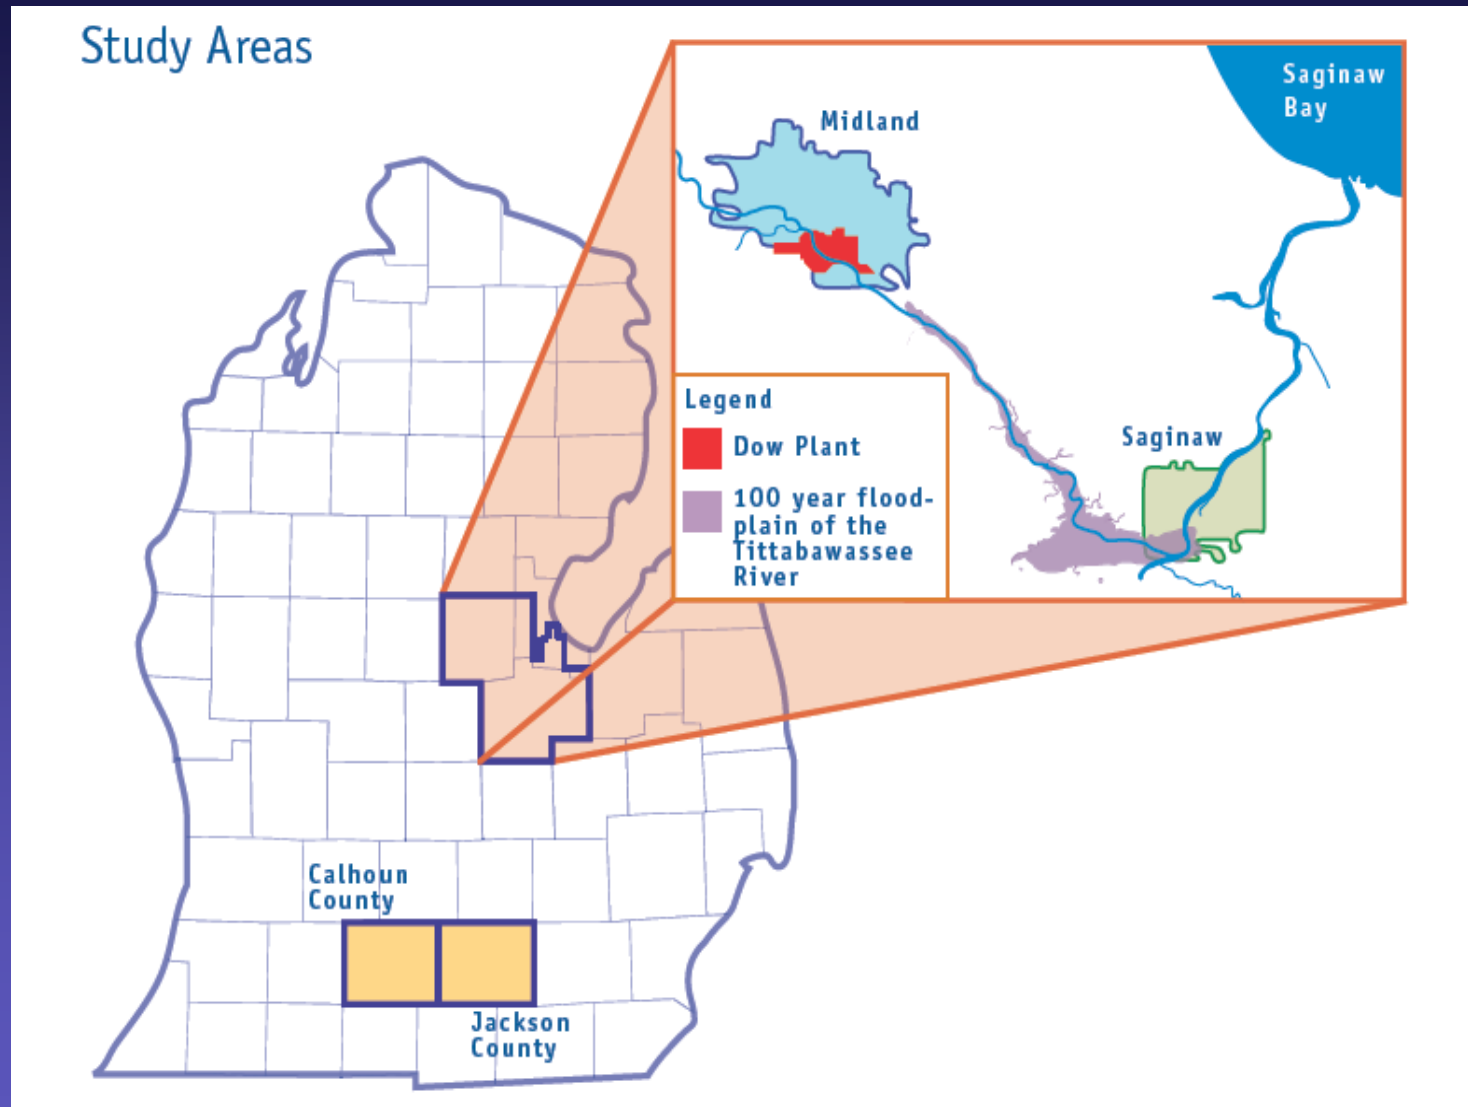 Study Areas
Saginaw
Bay
Midland
Legend
Dow Plant
100 year flood-
plain of the
Tittabawassee
River
Saginaw
Calhoun
County
Jackson
County